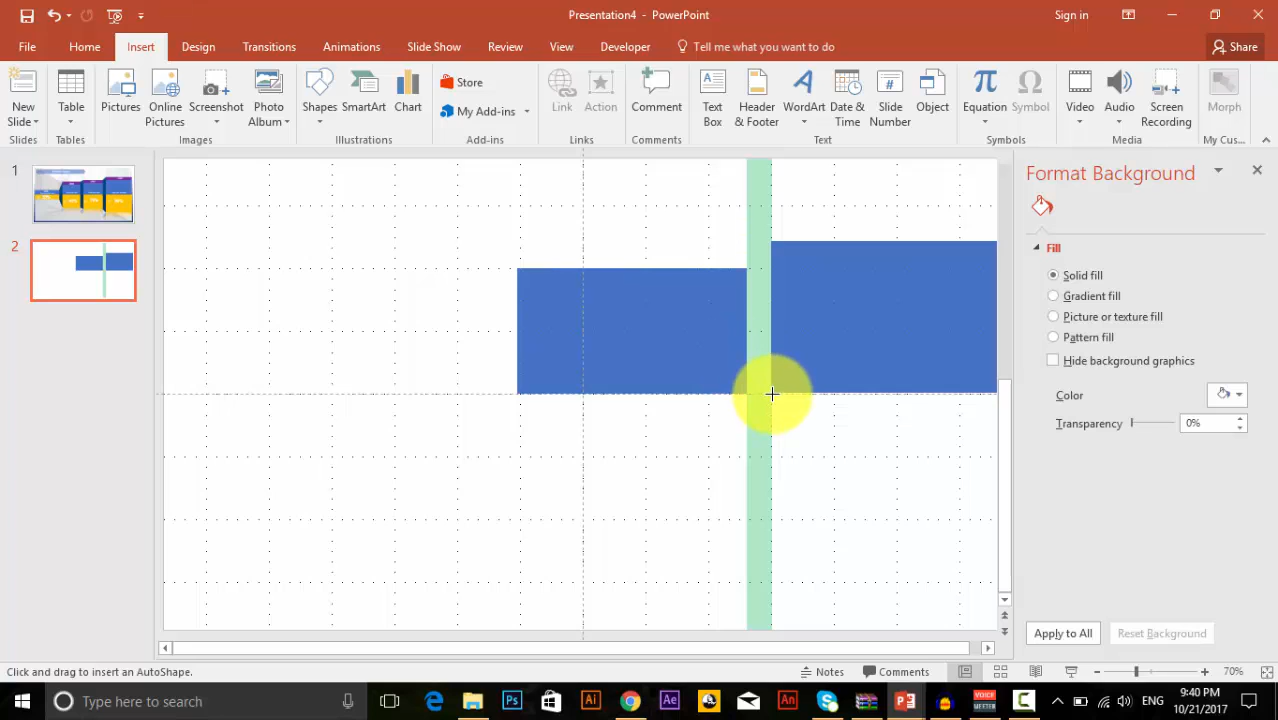 Presentation4 - PowerPoint
Sign in
File Home Insert Design Transitions Animations Slide Show Review View Developer Tell me what you want to do
Share
New Slide
Table
Pictures
Online Pictures
Screenshot
Photo Album
Shapes
SmartArt
Chart
Store
My Add-ins
Link
Action
Comment
Text Box
Header & Footer
WordArt
Date & Time
Slide Number
Object
Equation
Symbol
Video
Audio
Screen Recording
Morph
Slides
Tables
Images
Illustrations
Add-ins
Links
Comments
Text
Symbols
Media
My Cus...
1
2
Format Background
Fill
Solid fill
Gradient fill
Picture or texture fill
Pattern fill
Hide background graphics
Color
Transparency 0%
Apply to All
Reset Background
Click and drag to insert an AutoShape.
Notes
Comments
70%
Type here to search
Ps
Ai
Ae
An
VOICE MEETER
ENG
9:40 PM
10/21/2017